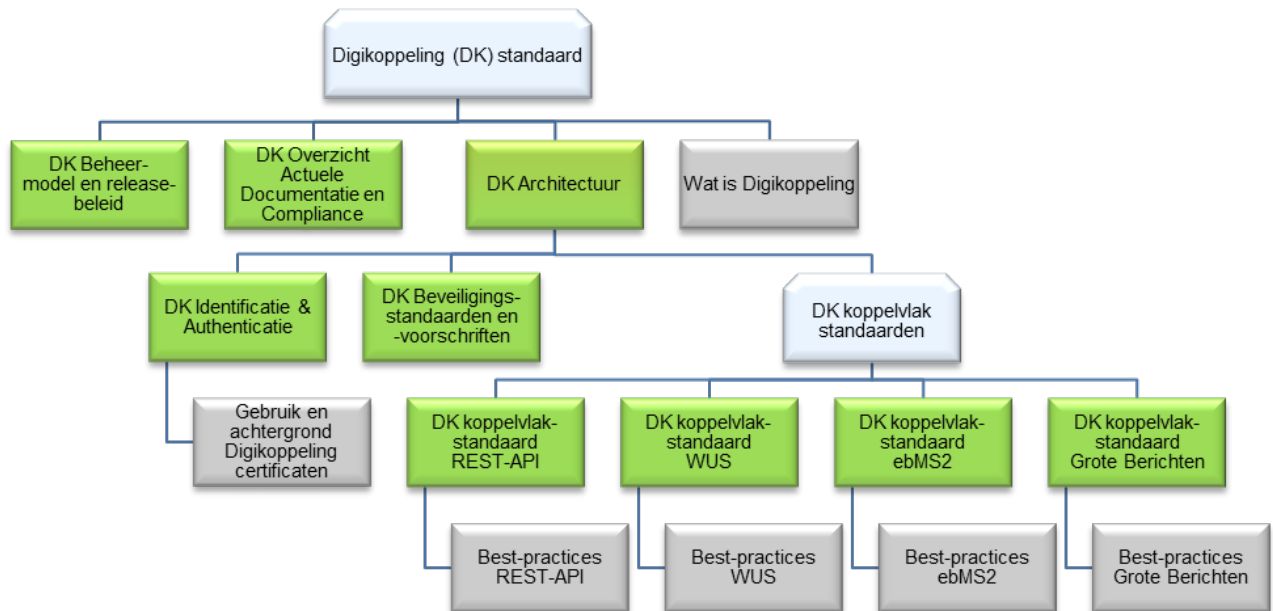 Digikoppeling (DK) standaard
DK Beheer-
model en release-
beleid
DK Overzicht
Actuele
Documentatie en
Compliance
DK Architectuur
Wat is Digikoppeling
DK Identificatie &
Authenticatie
DK Beveiligings-
standaarden en
-voorschriften
DK koppelvlak
standaarden
Gebruik en
achtergrond
Digikoppeling
certificaten
DK koppelvlak-
standaard
REST-API
DK koppelvlak-
standaard
WUS
DK koppelvlak-
standaard
ebMS2
DK koppelvlak-
standaard
Grote Berichten
Best-practices
REST-API
Best-practices
WUS
Best-practices
ebMS2
Best-practices
Grote Berichten